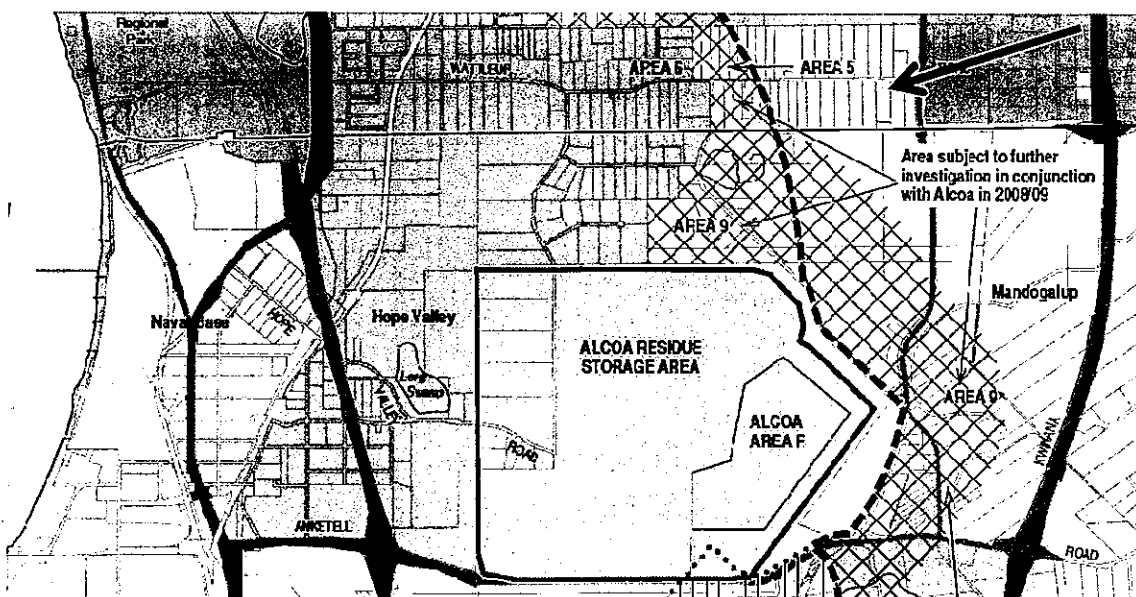 Regional
Park
WATTLEUP
AREA 6
AREA 5
Area subject to further
investigation in conjunction
with Alcoa in 2008/09
AREA 9
Mandogalup
Naval Base
HOPE
Hope Valley
ALCOA RESIDUE
STORAGE AREA
Long
Swamp
VALLEY
ROAD
ALCOA
AREA F
AREA 9
KWINANA
ANKETELL
ROAD